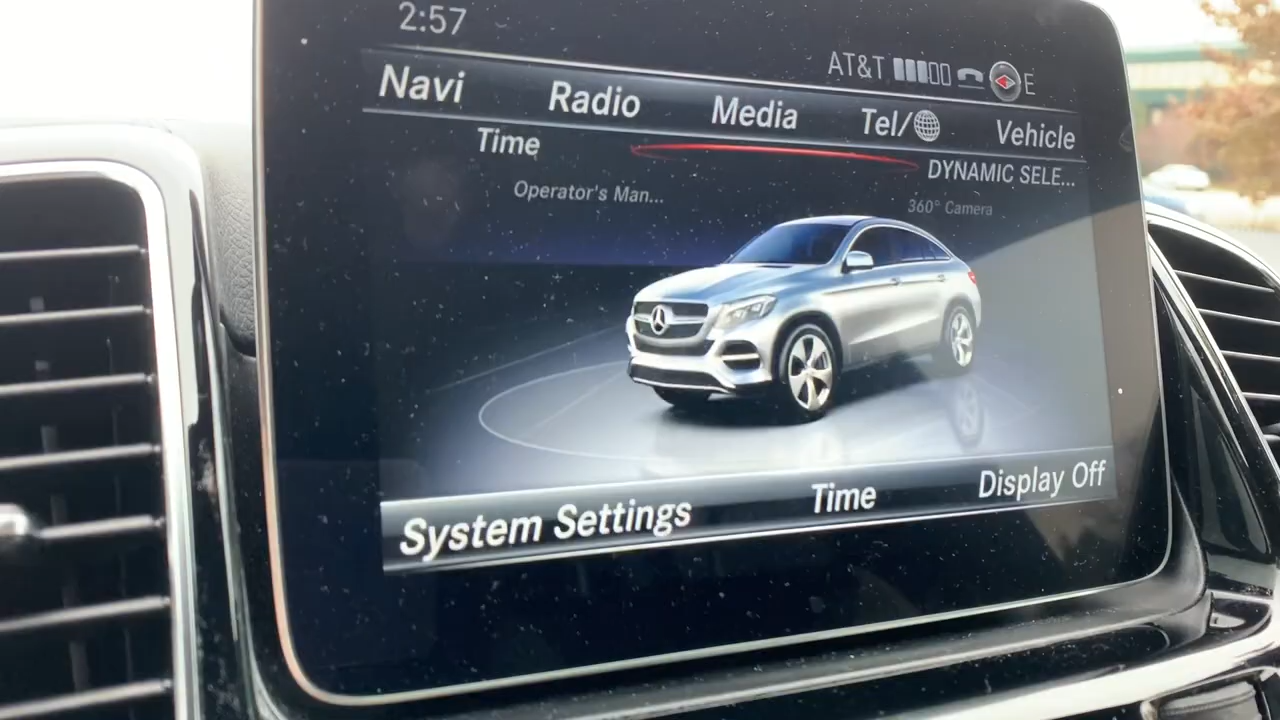 2:57
AT&T E
Navi Radio Media Tel/ Vehicle
Time DYNAMIC SELE...
Operator's Man... 360° Camera
System Settings Time Display Off